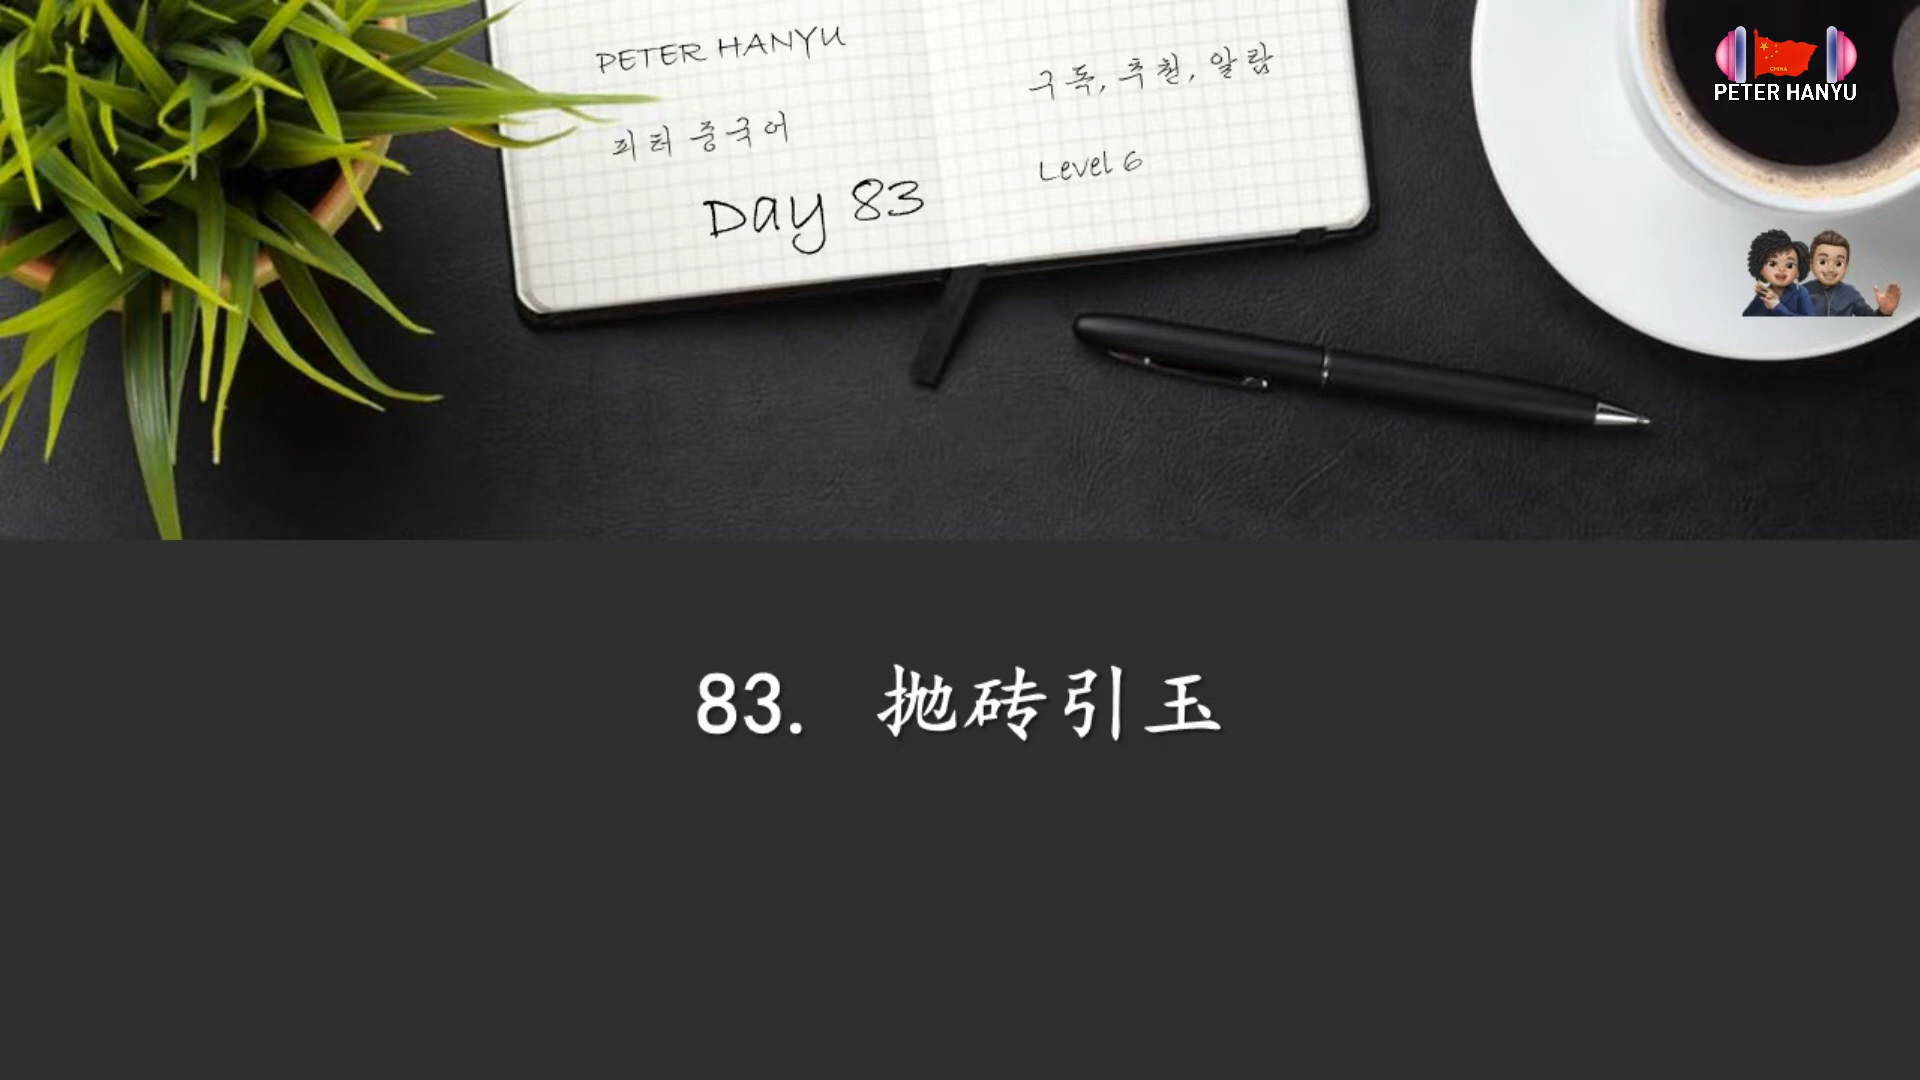 PETER HANYU
피터 중국어
Day 83
구독, 추천, 알람
Level 6
CHINA
PETER HANYU
83. 抛砖引玉